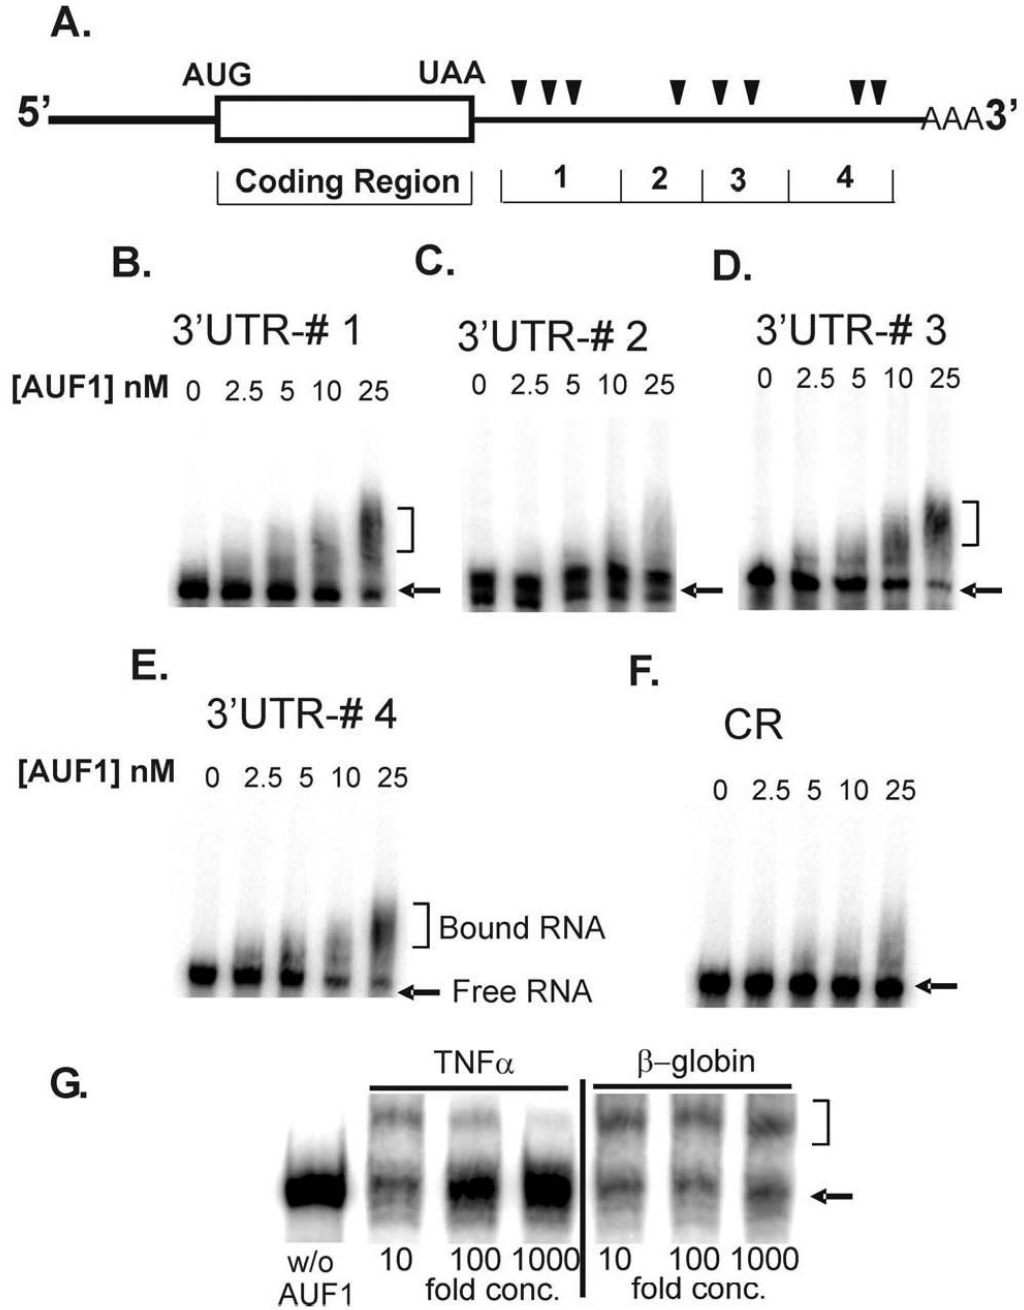 A.
AUG UAA
5’ AAA3’
Coding Region 1 2 3 4
B. C. D.
3’UTR-# 1 3’UTR-# 2 3’UTR-# 3
[AUF1] nM 0 2.5 5 10 25 0 2.5 5 10 25 0 2.5 5 10 25
E. F.
3’UTR-# 4 CR
[AUF1] nM 0 2.5 5 10 25 0 2.5 5 10 25
Bound RNA
Free RNA
G. TNFα β–globin
w/o 10 100 1000 10 100 1000
AUF1 fold conc. fold conc.